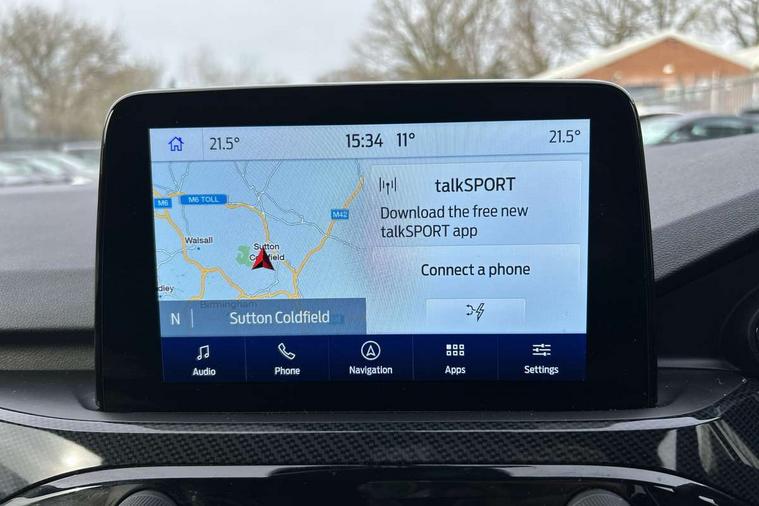 21.5°
15:34 11°
21.5°
M6
M6 TOLL
M42
Walsall
Sutton
Coldfield
dley
Birmingham
N
Sutton Coldfield
talkSPORT
Download the free new
talkSPORT app
Connect a phone
Audio
Phone
Navigation
Apps
Settings